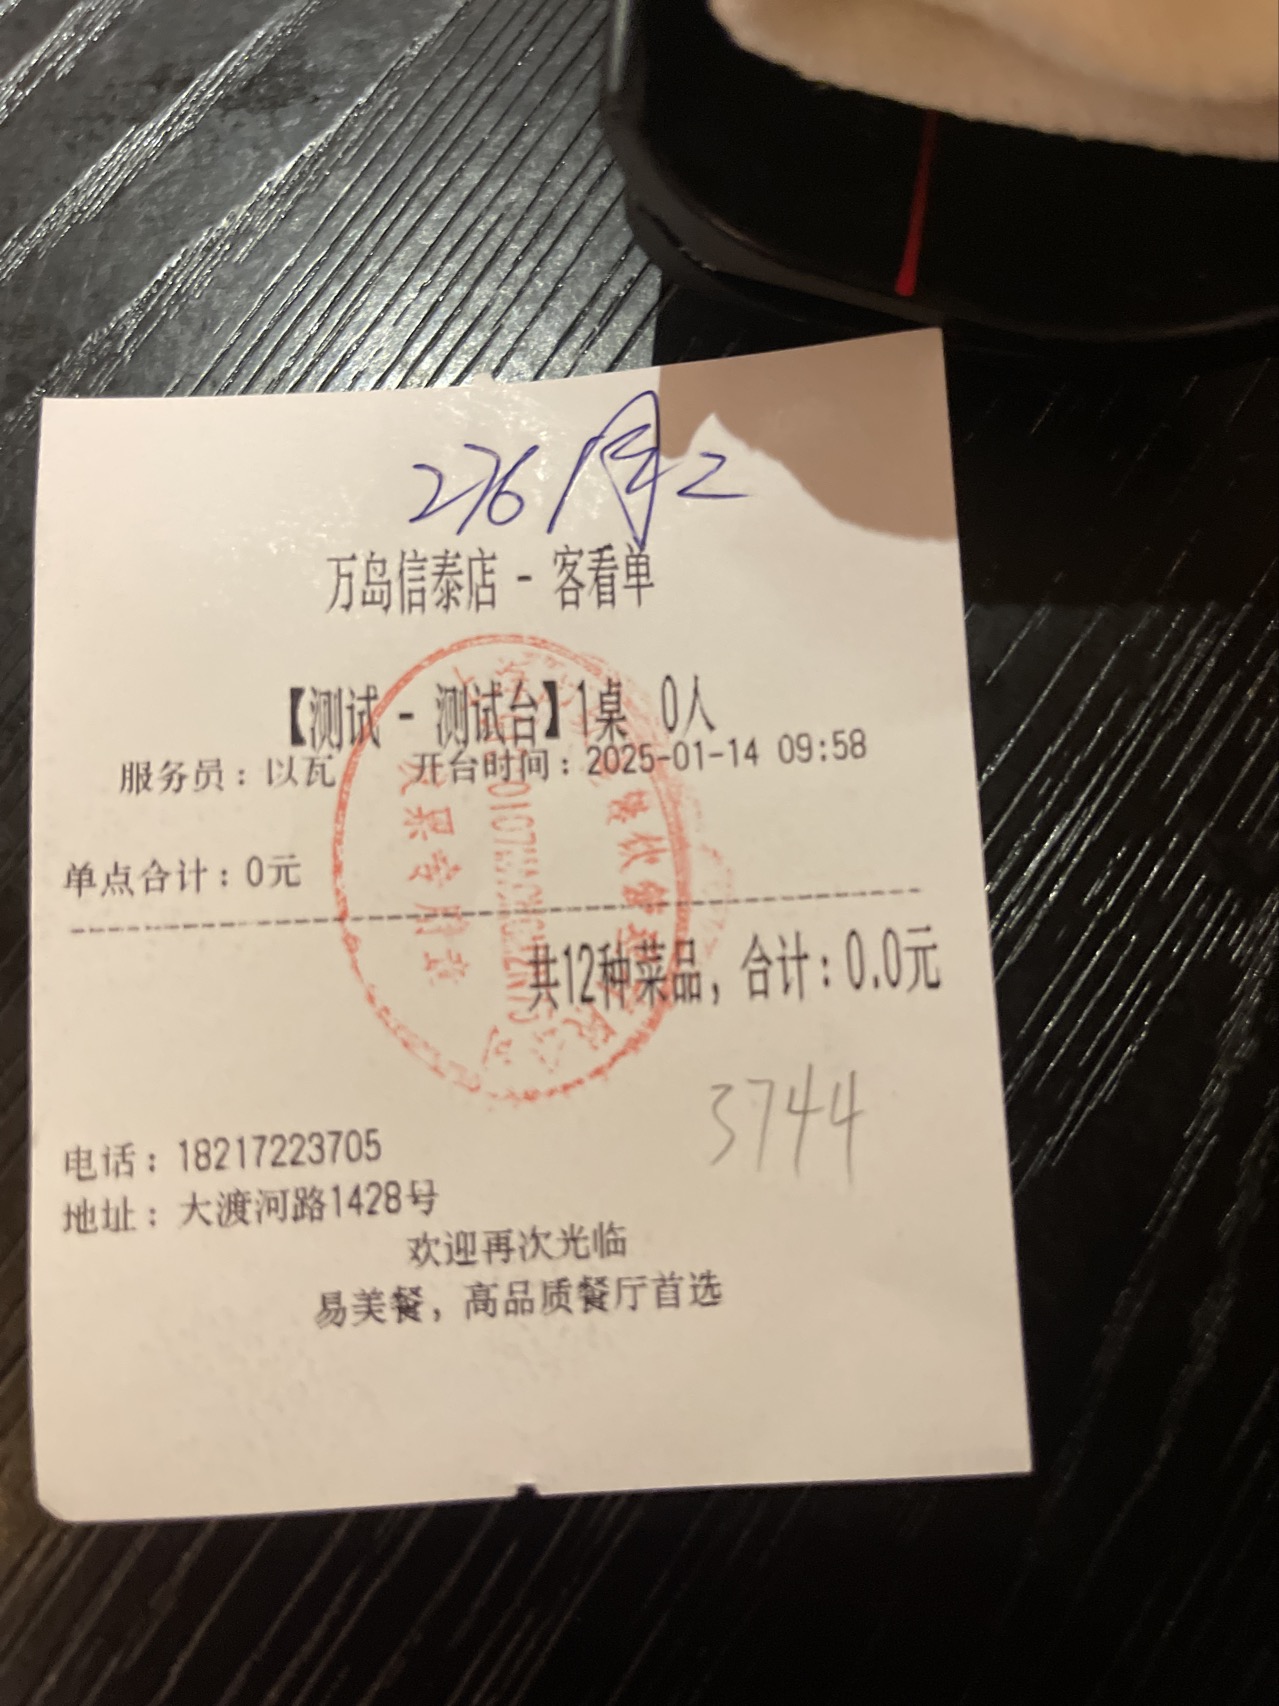 276
万岛信泰店 - 客看单
【测试 - 测试台】1桌 0人
服务员：以瓦 开台时间：2025-01-14 09:58
单点合计：0元
共12种菜品，合计：0.0元
3744
电话：18217223705
地址：大渡河路1428号
欢迎再次光临
易美餐，高品质餐厅首选